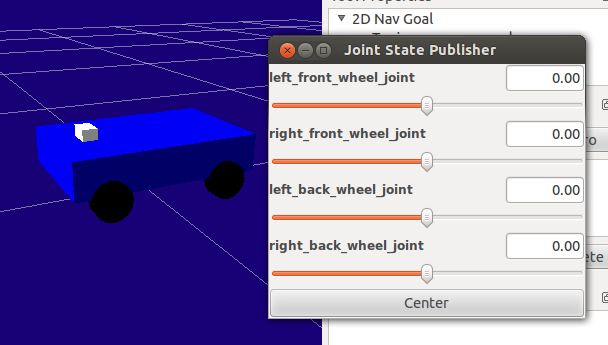 2D Nav Goal
Joint State Publisher
left_front_wheel_joint
0.00
right_front_wheel_joint
0.00
left_back_wheel_joint
0.00
right_back_wheel_joint
0.00
Center